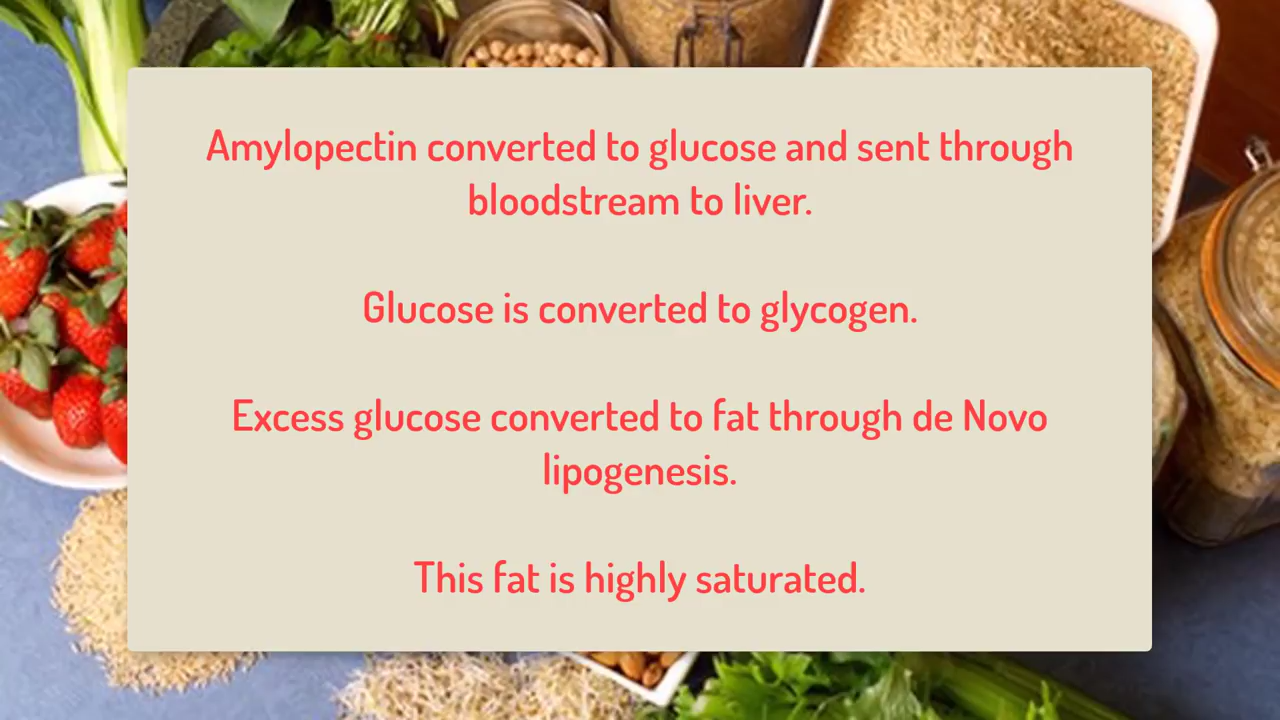 Amylopectin converted to glucose and sent through
bloodstream to liver.
Glucose is converted to glycogen.
Excess glucose converted to fat through de Novo
lipogenesis.
This fat is highly saturated.